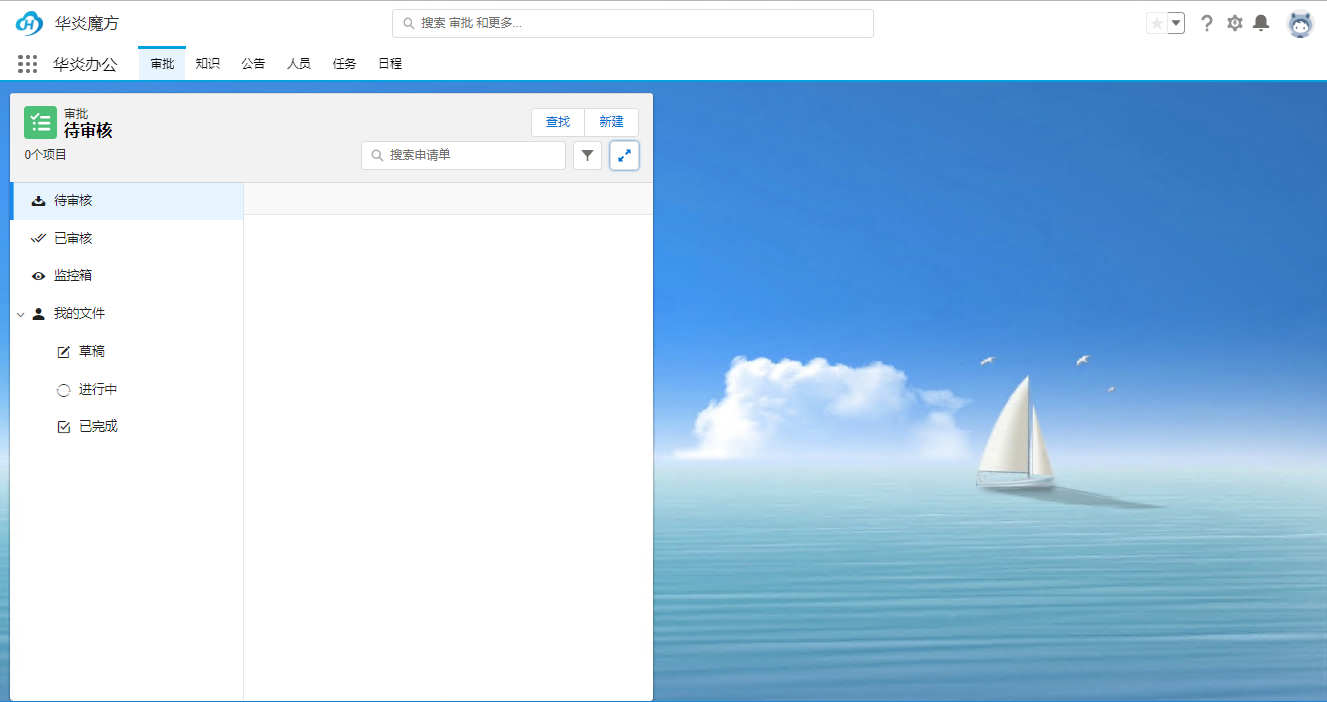 华炎魔方
搜索 审批 和更多...
华炎办公
审批 知识 公告 人员 任务 日程
审批
待审核
查找 新建
0个项目
搜索申请单
待审核
已审核
监控箱
我的文件
草稿
进行中
已完成